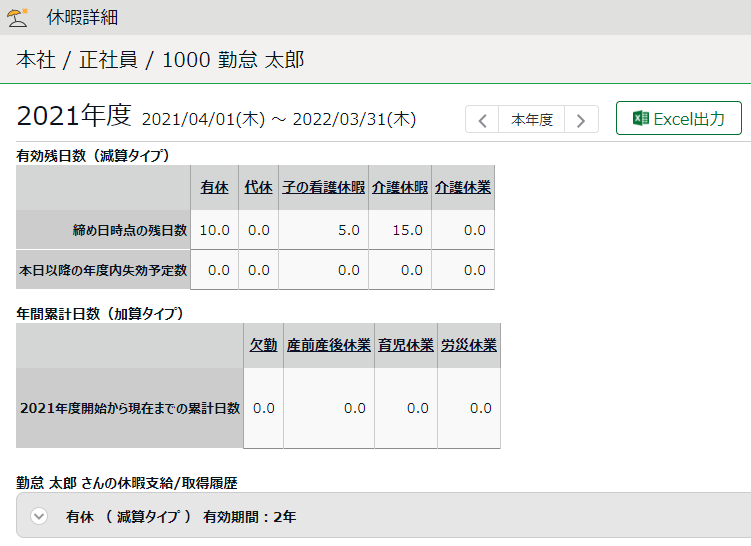 休暇詳細
本社 / 正社員 / 1000 勤怠 太郎
2021年度 2021/04/01(木) ~ 2022/03/31(木) 本年度 Excel出力
有効残日数（減算タイプ）
有休 代休 子の看護休暇 介護休暇 介護休業
締め日時点の残日数 10.0 0.0 5.0 15.0 0.0
本日以降の年度内失効予定数 0.0 0.0 0.0 0.0 0.0
年間累計日数（加算タイプ）
欠勤 産前産後休業 育児休業 労災休業
2021年度開始から現在までの累計日数 0.0 0.0 0.0 0.0
勤怠 太郎 さんの休暇支給/取得履歴
有休 （ 減算タイプ ） 有効期間：2年